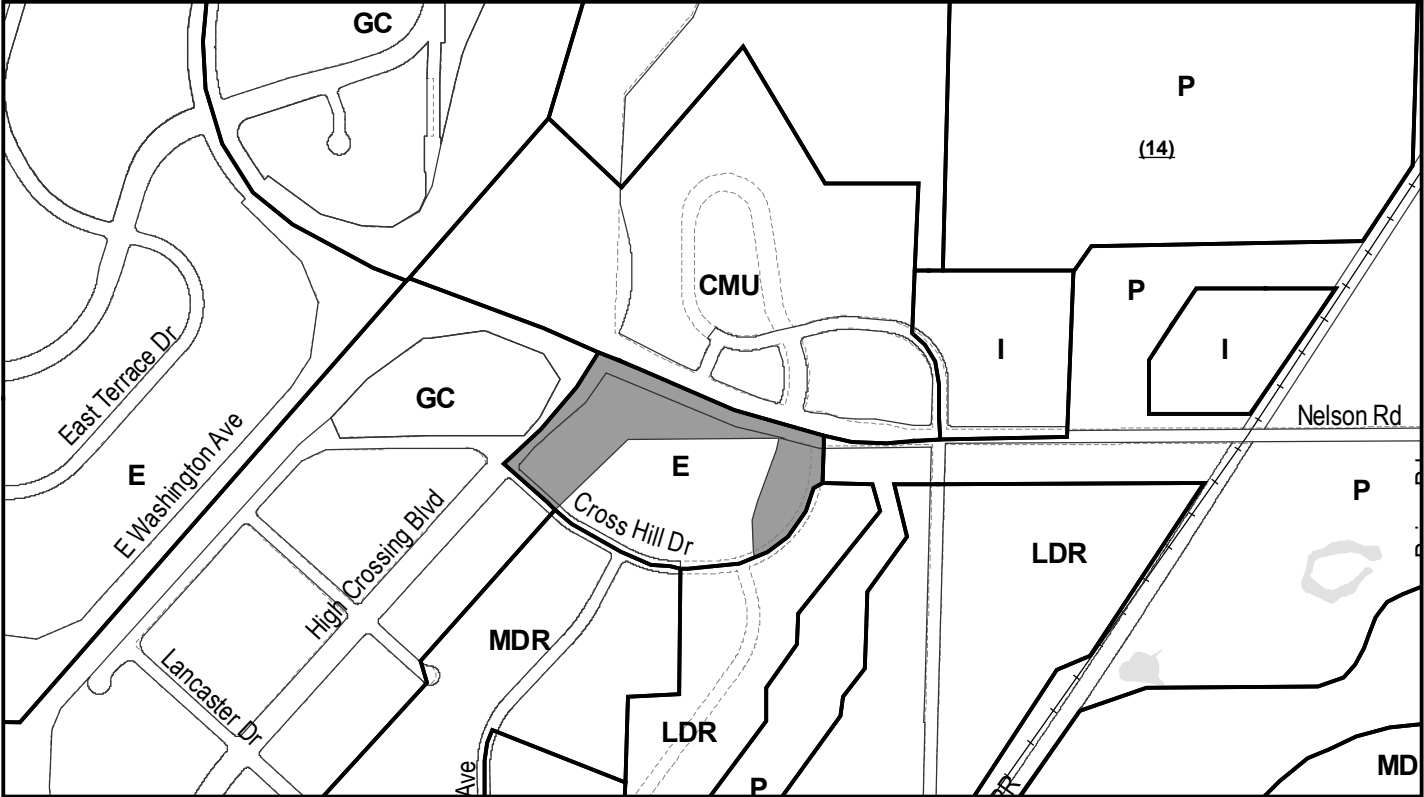 GC
P
(14)
CMU
P
I
I
East Terrace Dr
GC
Nelson Rd
E
E
E Washington Ave
P
Cross Hill Dr
High Crossing Blvd
LDR
MDR
Lancaster Dr
LDR
MD
Ave
P
RR